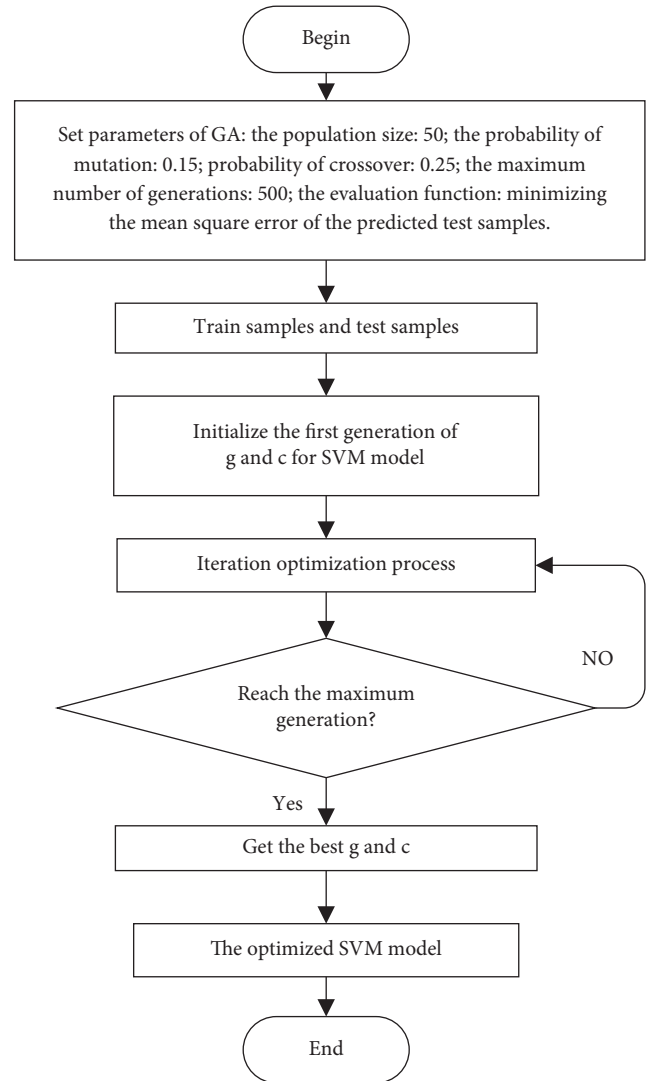 Begin
Set parameters of GA: the population size: 50; the probability of
mutation: 0.15; probability of crossover: 0.25; the maximum
number of generations: 500; the evaluation function: minimizing
the mean square error of the predicted test samples.
Train samples and test samples
Initialize the first generation of
g and c for SVM model
Iteration optimization process
NO
Reach the maximum
generation?
Yes
Get the best g and c
The optimized SVM model
End